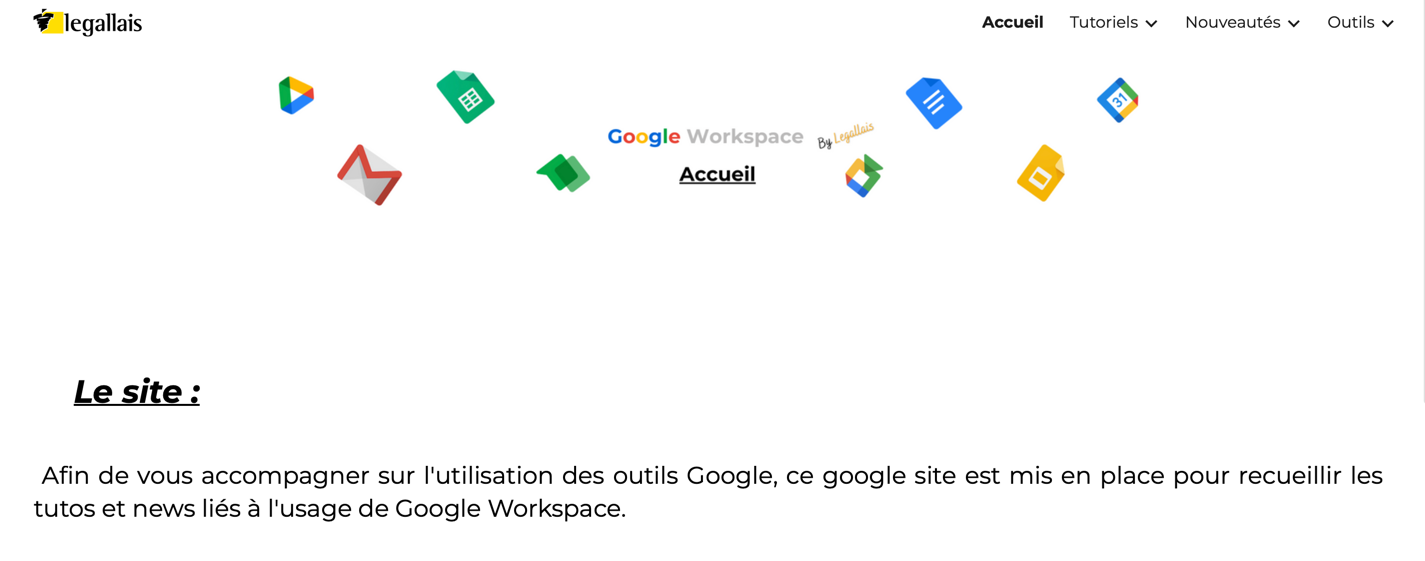 legallais
Accueil Tutoriels Nouveautés Outils
31
Google Workspace By Legallais
Accueil
Le site :
Afin de vous accompagner sur l'utilisation des outils Google, ce google site est mis en place pour recueillir les
tutos et news liés à l'usage de Google Workspace.